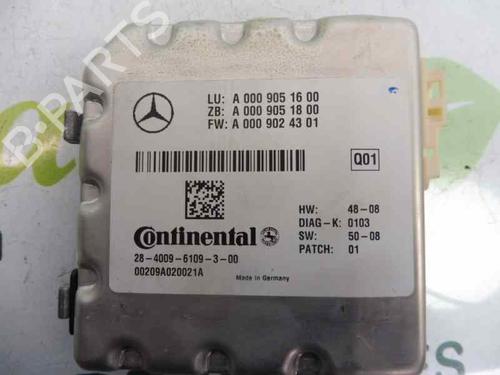 LU: A 000 905 16 00
ZB: A 000 905 18 00
FW: A 000 902 43 01
Q01
HW: 48-08
DIAG-K: 0103
SW: 50-08
PATCH: 01
Continental
28-4009-6109-3-00
00209A020021A
Made in Germany
B-PARTS